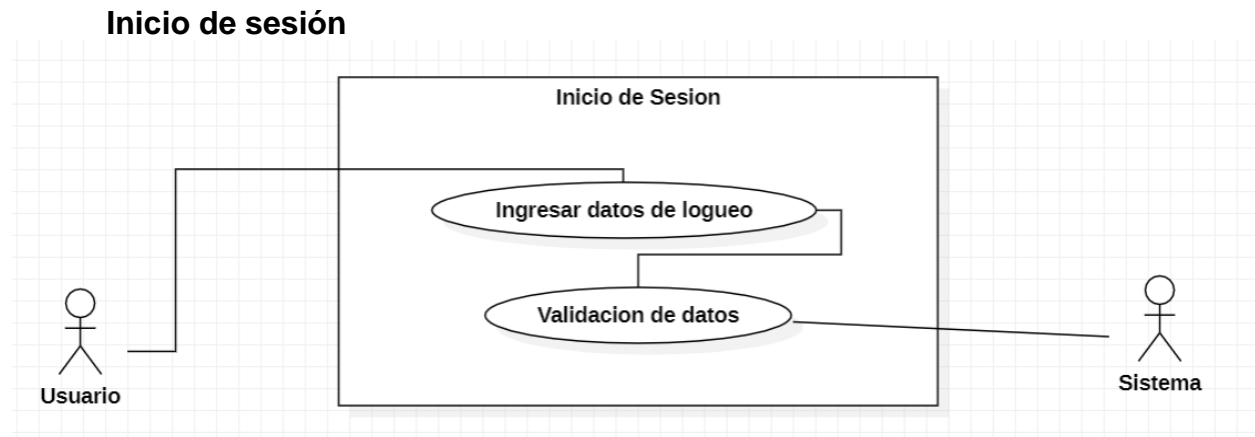 Inicio de sesión
Inicio de Sesion
Ingresar datos de logueo
Validacion de datos
Usuario
Sistema